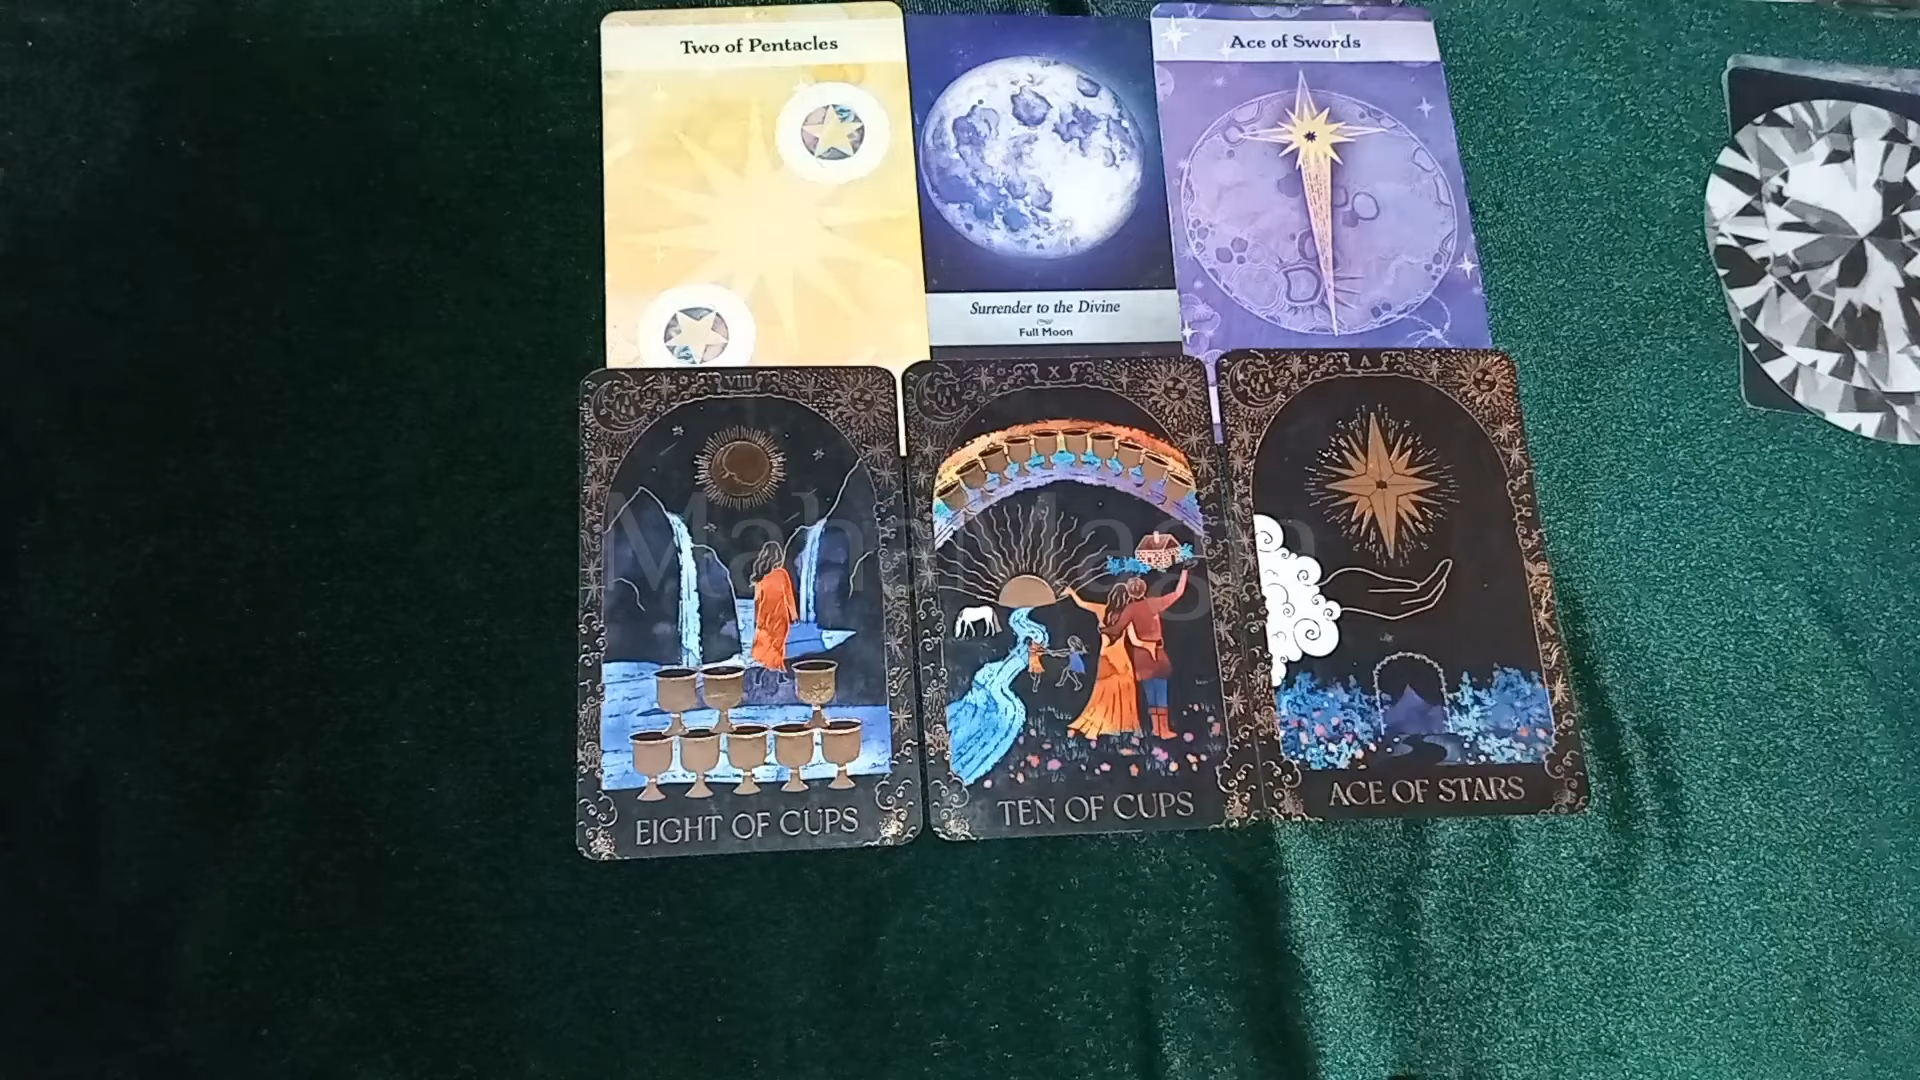 Two of Pentacles
Surrender to the Divine
Full Moon
Ace of Swords
VIII
EIGHT OF CUPS
X
TEN OF CUPS
V
ACE OF STARS